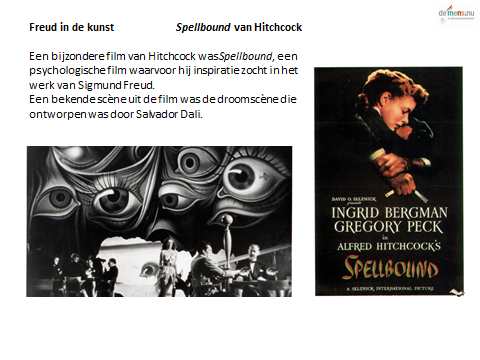 Freud in de kunst Spellbound van Hitchcock
de mens.nu
Een bijzondere film van Hitchcock was Spellbound, een
psychologische film waarvoor hij inspiratie zocht in het
werk van Sigmund Freud.
Een bekende scène uit de film was de droomscène die
ontworpen was door Salvador Dali.
DAVID O. SELZNICK
presents
INGRID BERGMAN
GREGORY PECK
in
ALFRED HITCHCOCK'S
SPELLBOUND
A SELZNICK INTERNATIONAL PICTURE